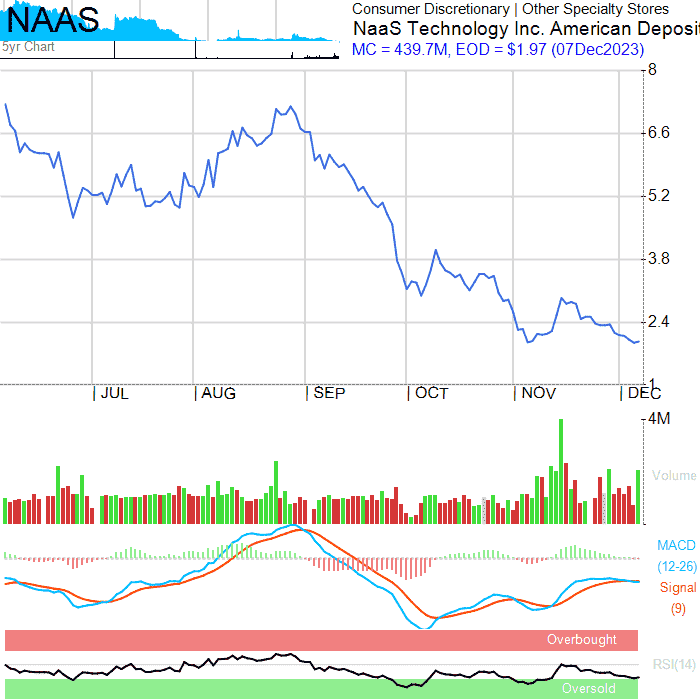 NAAS
5yr Chart
Consumer Discretionary | Other Specialty Stores
NaaS Technology Inc. American Deposi
MC = 439.7M, EOD = $1.97 (07Dec2023)
8
6.6
5.2
3.8
2.4
1
JUL
AUG
SEP
OCT
NOV
DEC
4M
Volume
MACD
(12-26)
Signal
(9)
Overbought
RSI(14)
Oversold